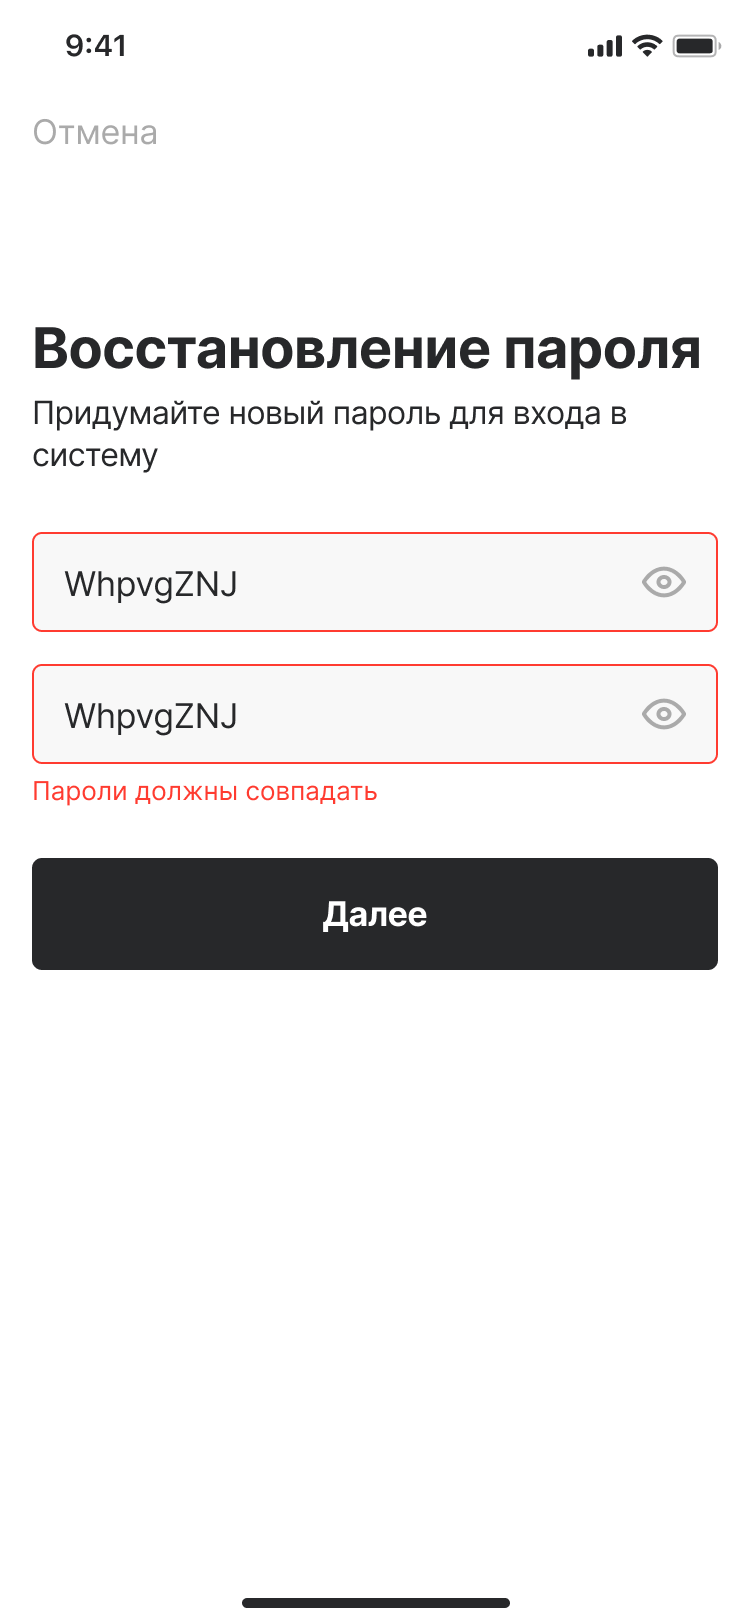 9:41
Отмена
Восстановление пароля
Придумайте новый пароль для входа в
систему
WhpvgZNJ
WhpvgZNJ
Пароли должны совпадать
Далее